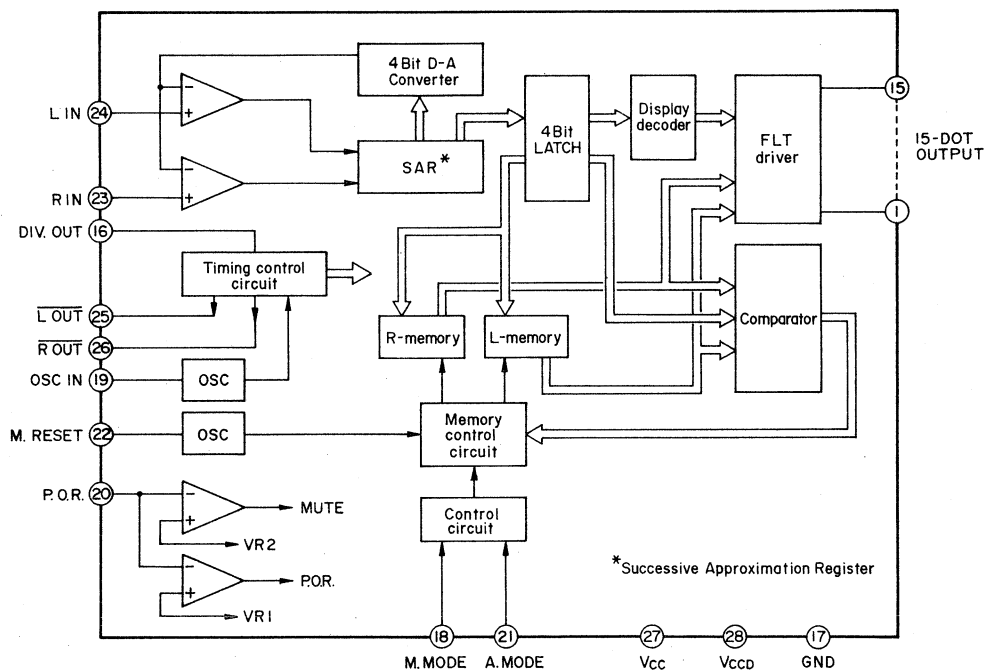 4Bit D-A
Converter
L IN 24
-
+
SAR*
4Bit
LATCH
Display
decoder
FLT
driver
15
15-DOT
OUTPUT
1
R IN 23
-
+
DIV. OUT 16
Timing control
circuit
L OUT 25
R OUT 26
OSC IN 19
OSC
R-memory
L-memory
Comparator
M. RESET 22
OSC
Memory
control
circuit
P.O.R. 20
-
+
MUTE
VR2
Control
circuit
-
+
P.O.R.
VR1
*Successive Approximation Register
18
21
27
28
17
M. MODE
A. MODE
VCC
VCCD
GND